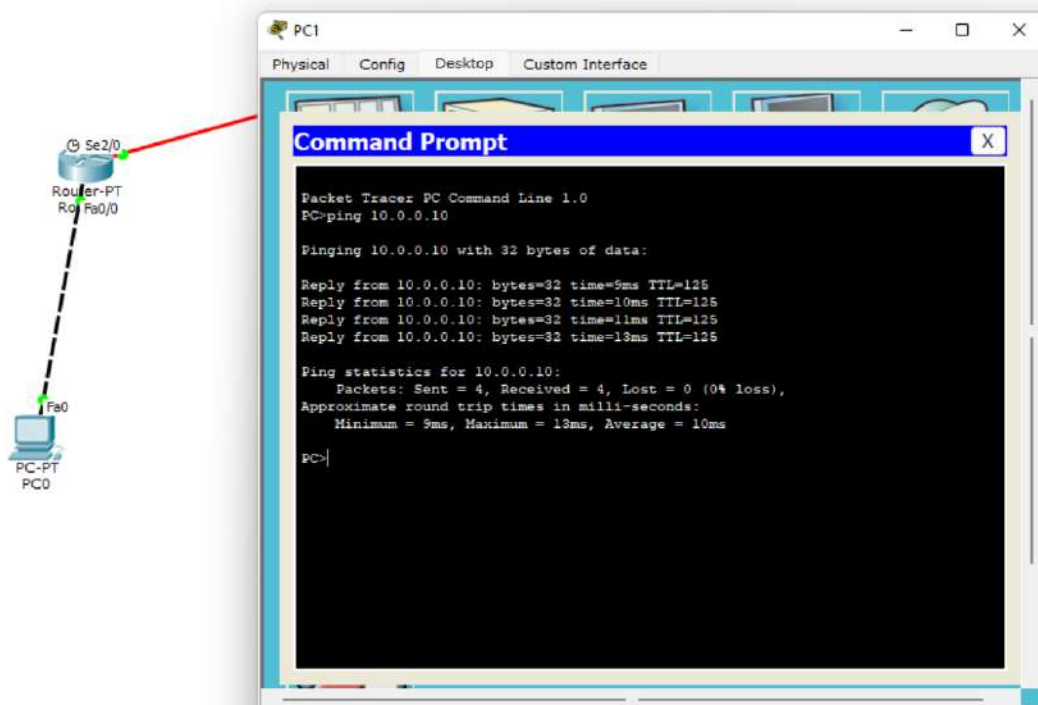 PC1
Physical Config Desktop Custom Interface
Se2/0
Router-PT
Ro Fa0/0
Fa0
PC-PT
PC0
Command Prompt
X
Packet Tracer PC Command Line 1.0
PC>ping 10.0.0.10
Pinging 10.0.0.10 with 32 bytes of data:
Reply from 10.0.0.10: bytes=32 time=9ms TTL=125
Reply from 10.0.0.10: bytes=32 time=10ms TTL=125
Reply from 10.0.0.10: bytes=32 time=11ms TTL=125
Reply from 10.0.0.10: bytes=32 time=13ms TTL=125
Ping statistics for 10.0.0.10:
Packets: Sent = 4, Received = 4, Lost = 0 (0% loss),
Approximate round trip times in milli-seconds:
Minimum = 9ms, Maximum = 13ms, Average = 10ms
PC>